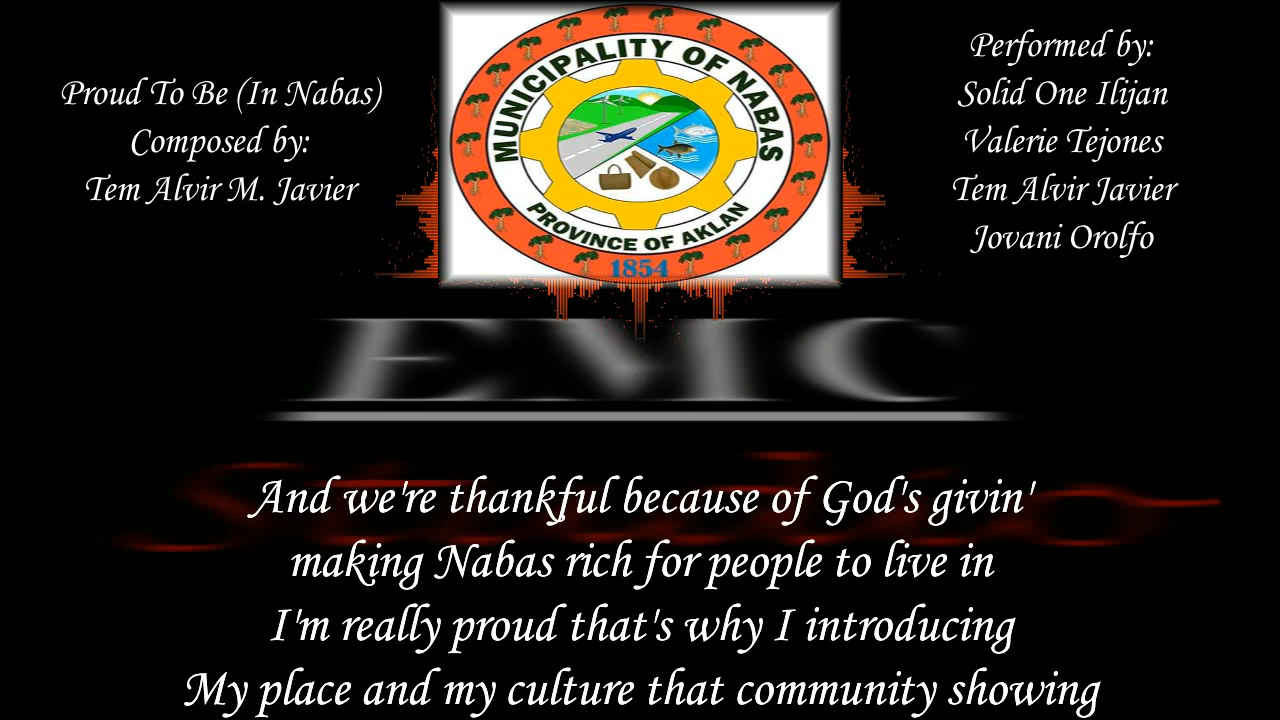 Proud To Be (In Nabas)
Composed by:
Tem Alvir M. Javier
MUNICIPALITY OF NABAS
PROVINCE OF AKLAN
1854
Performed by:
Solid One Ilijan
Valerie Tejones
Tem Alvir Javier
Jovani Orolfo
EMC
Studio
And we're thankful because of God's givin'
making Nabas rich for people to live in
I'm really proud that's why I introducing
My place and my culture that community showing